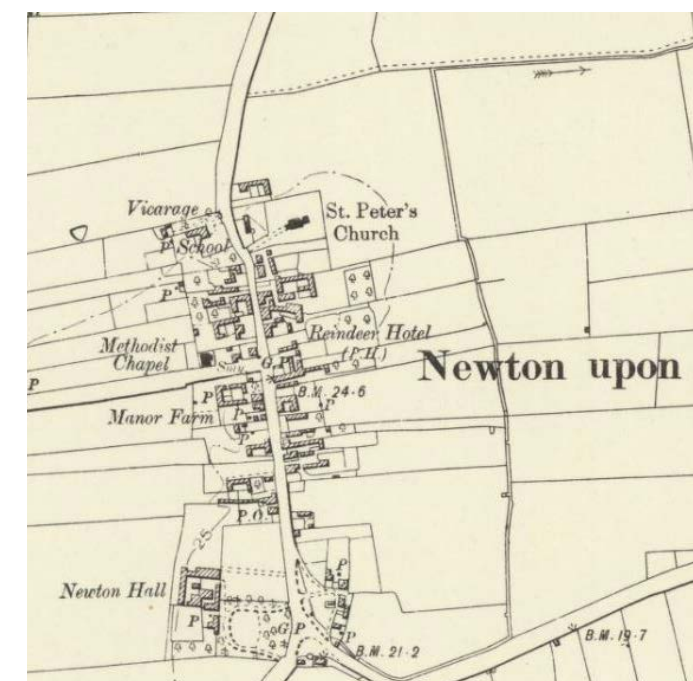 Vicarage
St. Peter's
Church
P
School
P
Reindeer Hotel
(P.H.)
Methodist
Chapel
Smy.
G.P
Newton upon
P
B.M. 24·6
P
P
Manor Farm
P
P
P.O.
25
Newton Hall
P
P
G.P
P
B.M. 21·2
B.M. 19·7